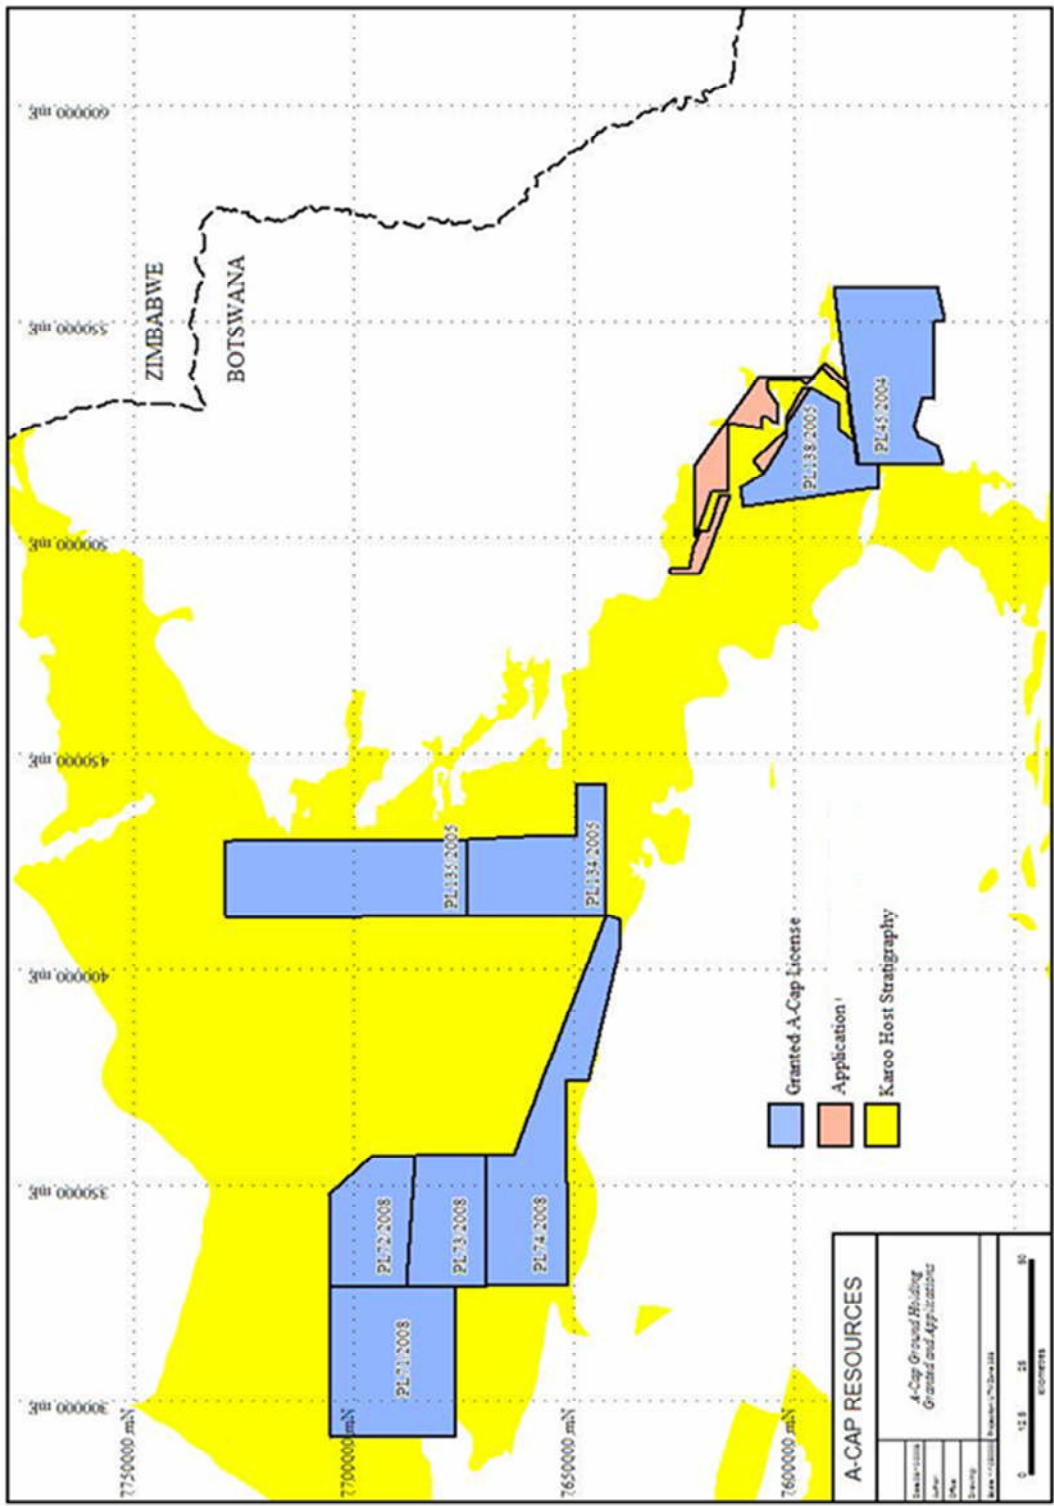 300000 mE
350000 mE
400000 mE
450000 mE
500000 mE
550000 mE
600000 mE
7750000 mN
7700000 mN
7650000 mN
7600000 mN
ZIMBABWE
BOTSWANA
PL71/2008
PL72/2008
PL73/2008
PL74/2008
PL135/2005
PL134/2005
PL138/2005
PL45/2004
Granted A-Cap License
Application
Karoo Host Stratigraphy
A-CAP RESOURCES
A-Cap Ground Holding
Granted and Applications
0 12.5 25 50
kilometres